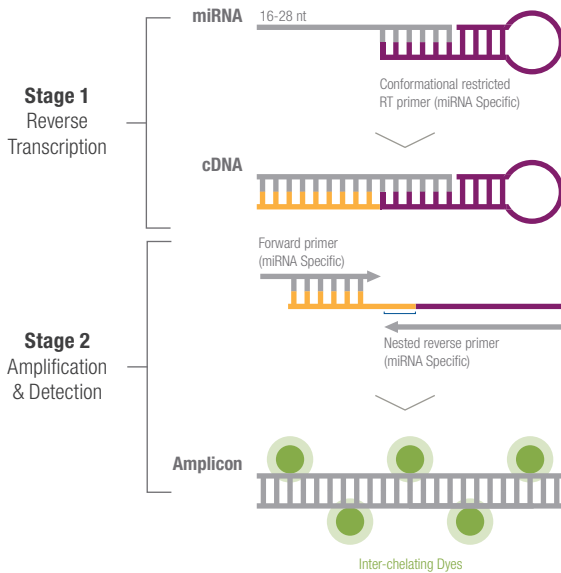 miRNA
16-28 nt
Conformational restricted
RT primer (miRNA Specific)
Stage 1
Reverse
Transcription
cDNA
Forward primer
(miRNA Specific)
Stage 2
Amplification
& Detection
Nested reverse primer
(miRNA Specific)
Amplicon
Inter-chelating Dyes